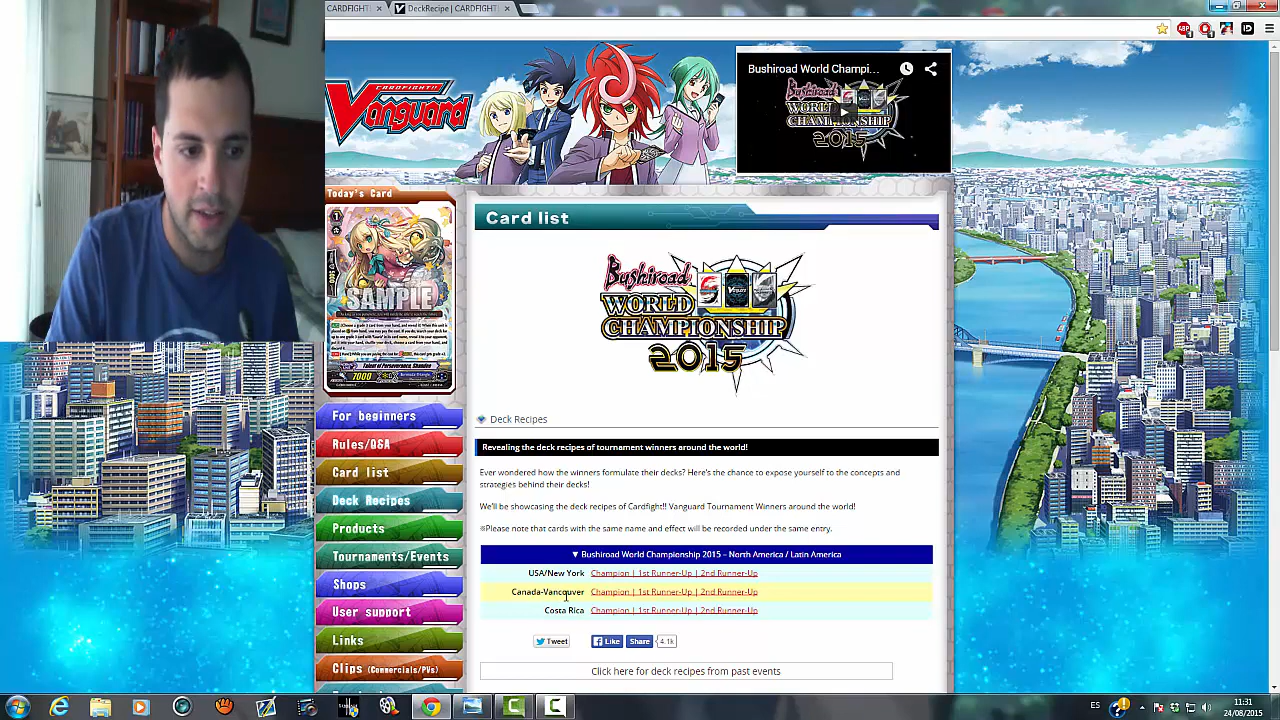 CARDFIGHT!
DeckRecipe | CARDFIGHT!
CARDFIGHT!!
Vanguard
Bushiroad World Champi...
Bushiroad
WORLD
CHAMPIONSHIP
2015
Today's Card
SAMPLE
7000
Card list
Bushiroad
WORLD
CHAMPIONSHIP
2015
Deck Recipes
Revealing the deck recipes of tournament winners around the world!
Ever wondered how the winners formulate their decks? Here's the chance to expose yourself to the concepts and
strategies behind their decks!
We'll be showcasing the deck recipes of Cardfight!! Vanguard Tournament Winners around the world!
※Please note that cards with the same name and effect will be recorded under the same entry.
▼ Bushiroad World Championship 2015 – North America / Latin America
USA/New York Champion | 1st Runner-Up | 2nd Runner-Up
Canada-Vancouver Champion | 1st Runner-Up | 2nd Runner-Up
Costa Rica Champion | 1st Runner-Up | 2nd Runner-Up
Tweet Like Share 4.1k
Click here for deck recipes from past events
For beginners
Rules/Q&A
Card list
Deck Recipes
Products
Tournaments/Events
Shops
User support
Links
Clips (Commercials/PVs)
ES
11:31
24/08/2015